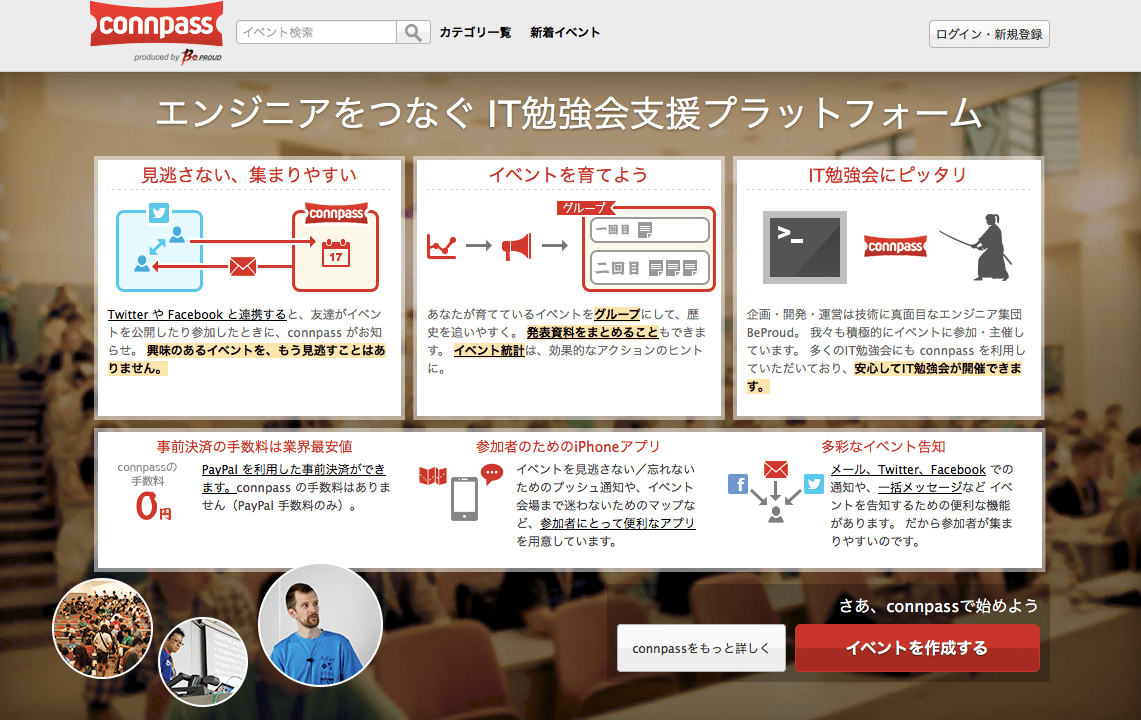 connpass
produced by Be PROUD
イベント検索
カテゴリ一覧
新着イベント
ログイン・新規登録
エンジニアをつなぐ IT勉強会支援プラットフォーム
見逃さない、集まりやすい
connpass
17
Twitter や Facebook と連携すると、友達がイベン
トを公開したり参加したときに、connpass がお知
らせ。 興味のあるイベントを、もう見逃すことはあ
りません。
イベントを育てよう
グループ
一回目
二回目
あなたが育てているイベントをグループにして、歴
史を追いやすく。 発表資料をまとめることもできま
す。 イベント統計は、効果的なアクションのヒント
に。
IT勉強会にピッタリ
>_
connpass
企画・開発・運営は技術に真面目なエンジニア集団
BeProud。 我々も積極的にイベントに参加・主催し
ています。 多くのIT勉強会にも connpass を利用し
ていただいており、安心してIT勉強会が開催できま
す。
事前決済の手数料は業界最安値
connpassの
手数料
0円
PayPal を利用した事前決済ができ
ます。connpass の手数料はありま
せん（PayPal 手数料のみ）。
参加者のためのiPhoneアプリ
イベントを見逃さない／忘れない
ためのプッシュ通知や、イベント
会場まで迷わないためのマップな
ど、参加者にとって便利なアプリ
を用意しています。
多彩なイベント告知
f
メール、Twitter、Facebook での
通知や、一括メッセージなど イベ
ントを告知するための便利な機能
があります。 だから参加者が集ま
りやすいのです。
さあ、connpassで始めよう
connpassをもっと詳しく
イベントを作成する